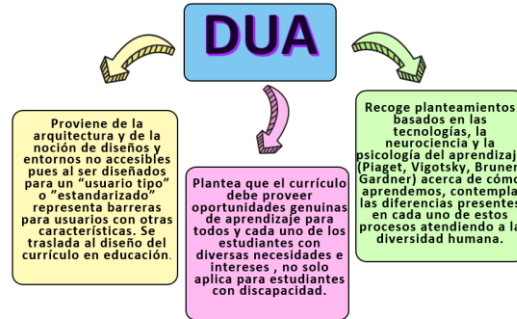 DUA
Proviene de la
arquitectura y de la
noción de diseños y
entornos no accesibles
pues al ser diseñados
para un “usuario tipo”
o ”estandarizado”
representa barreras
para usuarios con otras
características. Se
traslada al diseño del
currículo en educación.
Plantea que el currículo
debe proveer
oportunidades genuinas
de aprendizaje para
todos y cada uno de los
estudiantes con
diversas necesidades e
intereses , no solo
aplica para estudiantes
con discapacidad.
Recoge planteamientos
basados en las
tecnologías, la
neurociencia y la
psicología del aprendizaje
(Piaget, Vigotsky, Bruner,
Gardner) acerca de cómo
aprendemos, contempla
las diferencias presentes
en cada uno de estos
procesos atendiendo a la
diversidad humana.